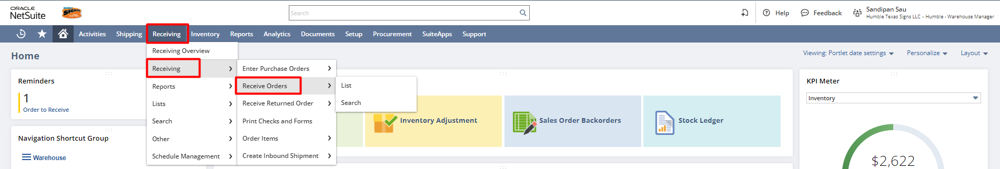 ORACLE
NetSuite
SIGNS
Search
Help
Feedback
Sandipan Sau
Humble Texas Signs LLC - Humble - Warehouse Manager
Activities
Shipping
Receiving
Inventory
Reports
Analytics
Documents
Setup
Procurement
SuiteApps
Support
Home
Viewing: Portlet date settings
Personalize
Layout
Receiving Overview
Receiving
Reports
Lists
Search
Other
Schedule Management
Enter Purchase Orders
Receive Orders
Receive Returned Order
Print Checks and Forms
Order Items
Create Inbound Shipment
List
Search
Reminders
1
Order to Receive
Navigation Shortcut Group
Warehouse
Inventory Adjustment
Sales Order Backorders
Stock Ledger
KPI Meter
Inventory
$2,622